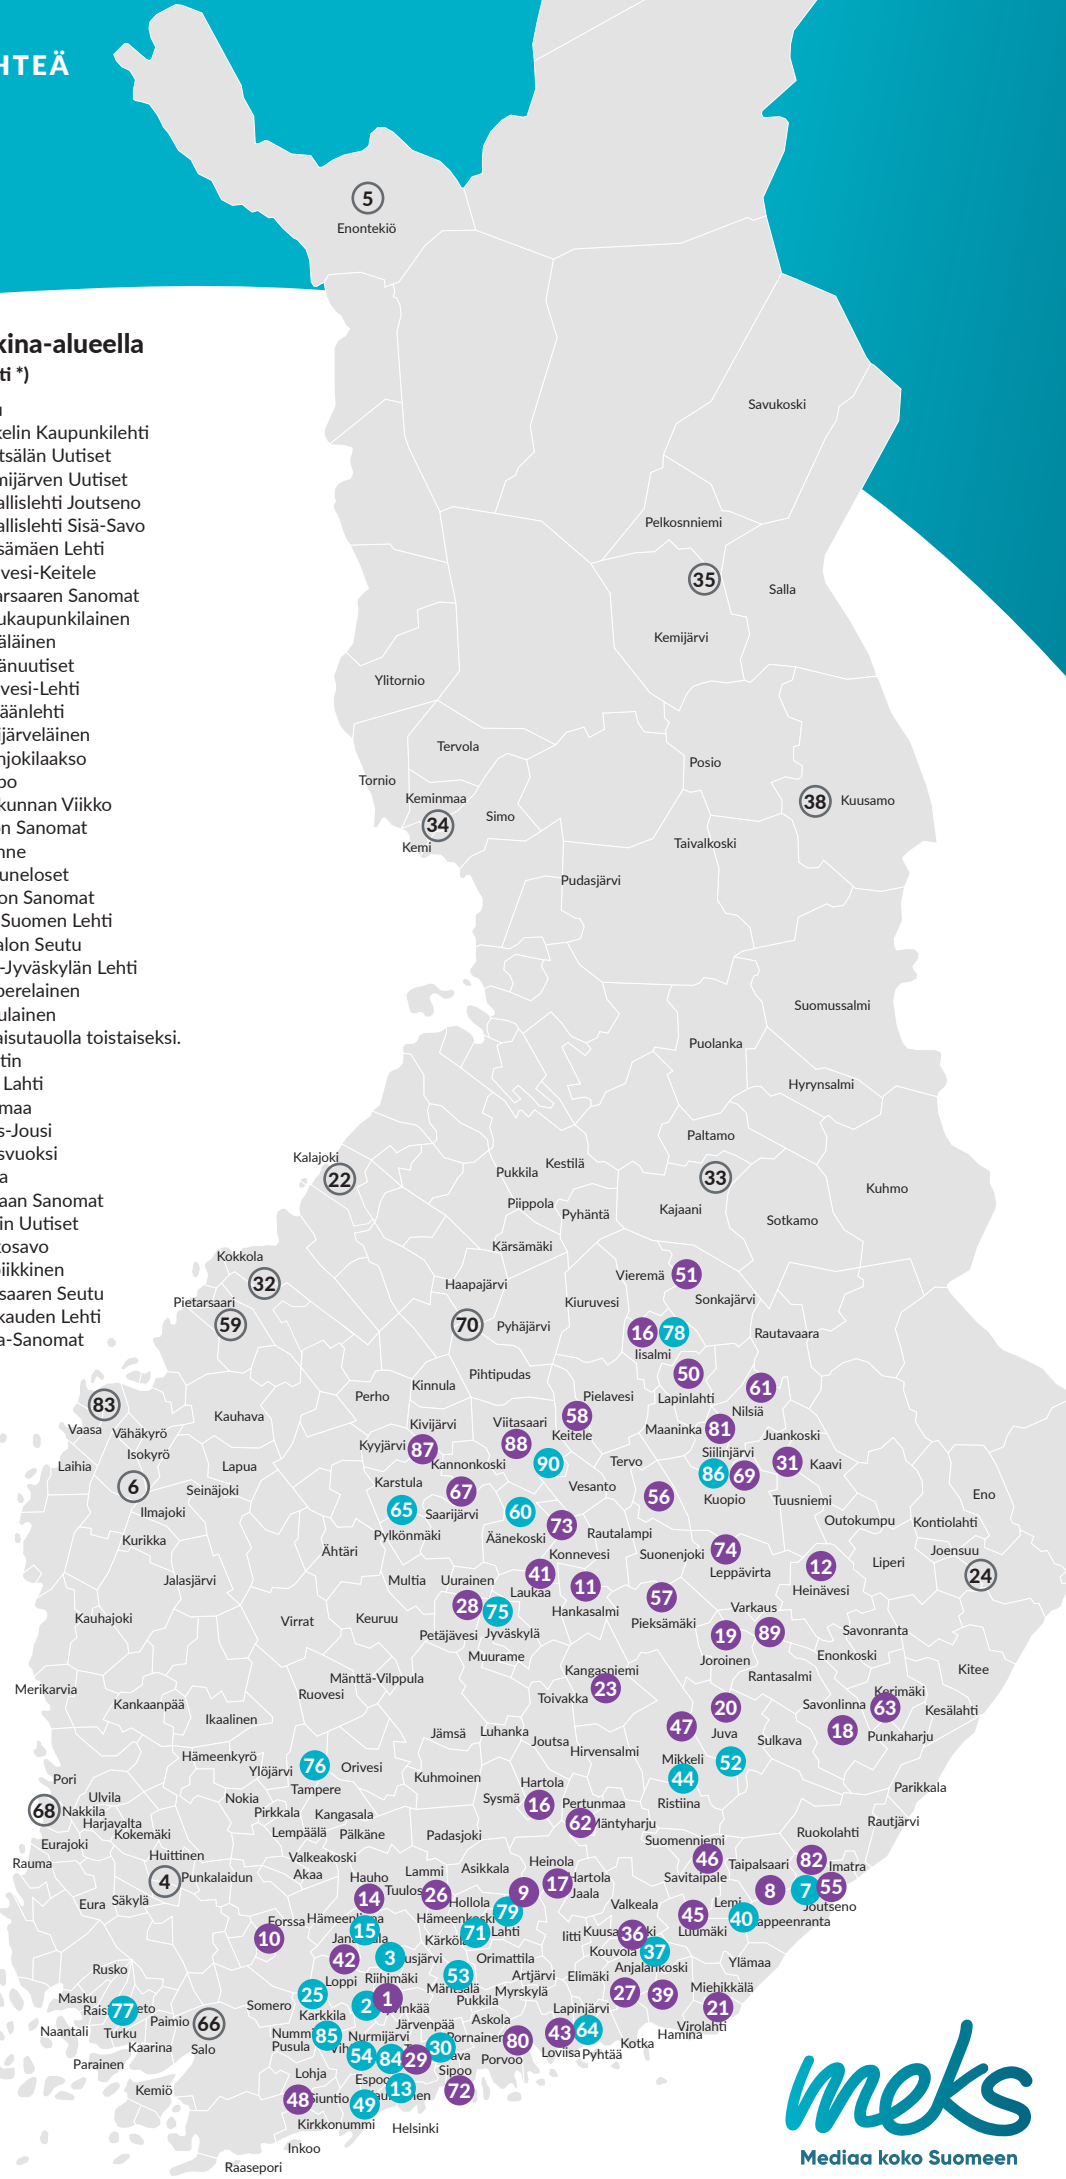 HTEÄ
kina-alueella
ti *)
elin Kaupunkilehti
tsälän Uutiset
mijärven Uutiset
allislehti Joutseno
allislehti Sisä-Savo
sämäen Lehti
vesi-Keitele
arsaaren Sanomat
ukaupunkilainen
äläinen
änuutiset
vesi-Lehti
äänlehti
ijärveläinen
njokilaakso
po
kunnan Viikko
n Sanomat
nne
uneloset
on Sanomat
Suomen Lehti
alon Seutu
-Jyväskylän Lehti
perelainen
ulainen
aisutauolla toistaiseksi.
tin
Lahti
maa
s-Jousi
svuoksi
a
aan Sanomat
in Uutiset
kosavo
iikkinen
saaren Seutu
kauden Lehti
a-Sanomat
5
Enontekiö
Savukoski
Pelkosnniemi
35
Salla
Kemijärvi
Ylitornio
Tervola
Posio
Tornio
Keminmaa
38 Kuusamo
34
Simo
Kemi
Taivalkoski
Pudasjärvi
Suomussalmi
Puolanka
Hyrynsalmi
Paltamo
Kalajoki
22
Kestilä
Pukkila
33
Kuhmo
Piippola
Pyhäntä
Kajaani
Sotkamo
Kärsämäki
Kokkola
32
Vieremä 51
Haapajärvi
Sonkajärvi
Pietarsaari
59
Kiuruvesi
70 Pyhäjärvi
16 78
Rautavaara
Iisalmi
Pihtipudas
50
Kinnula
61
Perho
Pielavesi
Lapinlahti
83
Nilsiä
Kauhava
58
Vaasa Vähäkyrö
Kivijärvi
Viitasaari
Keitele
Maaninka 81
Juankoski
Kyyjärvi 87
88
Isokyrö
Siilinjärvi
Laihia
Lapua
Kannonkoski
90
Tervo
31 Kaavi
86 69
Karstula
6
Seinäjoki
67
Vesanto
56
Kuopio
Tuusniemi
Eno
Ilmajoki
65
Saarijärvi
60
Outokumpu
Kontiolahti
Kurikka
Pylkönmäki
Äänekoski
73
Rautalampi
Ähtäri
Konnevesi
Suonenjoki
74
Joensuu
Liperi
Leppävirta
12
24
Jalasjärvi
Multia
Uurainen
41
11
Heinävesi
Laukaa
28 75
57
Kauhajoki
Virrat
Keuruu
Hankasalmi
Varkaus
Petäjävesi
Jyväskylä
Pieksämäki
19 89
Savonranta
Muurame
Joroinen
Enonkoski
Merikarvia
Mänttä-Vilppula
Kangasniemi
Rantasalmi
Kitee
Ruovesi
23
Kerimäki
Kankaanpää
Toivakka
20
Savonlinna 63
Kesälahti
Ikaalinen
47
Juva
18
Punkaharju
Jämsä
Luhanka
Joutsa
Sulkava
Hirvensalmi
Hämeenkyrö
Mikkeli
52
Ylöjärvi 76 Orivesi
44
Pori
Tampere
Kuhmoinen
Hartola
Parikkala
Ulvila
Nokia
Sysmä 16 Pertunmaa
Ristiina
68 Nakkila
Pirkkala
Kangasala
62 Mäntyharju
Rautjärvi
Harjavalta
Kokemäki
Lempäälä
Pälkäne
Padasjoki
Ruokolahti
Eurajoki
Suomenniemi
Huittinen
Valkeakoski
46
Taipalsaari 82 Imatra
Rauma
4 Punkalaidun
Akaa
Hauho
Lammi
Asikkala
Heinola
Savitaipale
Eura
Säkylä
14
Tuulos 26
9 17
Hartola
8 7 55
Jaala
Joutseno
Hollola
Valkeala
Lemi
Forssa
Hämeenkoski 79
45
40
15
71 Lahti
Iitti
36
Luumäki
10
Kärkölä
Kouvola 37
42 3
Orimattila
Anjalankoski
Ylämaa
Rusko
Loppi
Riihimäki
53
Artjärvi
Elimäki
Miehikkälä
Masku
25
Myrskylä
27 39
77
Somero
2 1
Pukkila
Lapinjärvi
21
Paimio
66
Karkkila
Askola
Virolahti
Naantali
Turku
Järvenpää
Hamina
Kaarina
Salo
85
Nurmijärvi
80
43 64
Kotka
Pusula
30
Loviisa
Pyhtää
Parainen
54 84 29
Porvoo
Lohja
Sipoo
13
Kemiö
48
Siuntio
49
72
Kirkkonummi
Helsinki
Inkoo
Raasepori
meks
Mediaa koko Suomeen